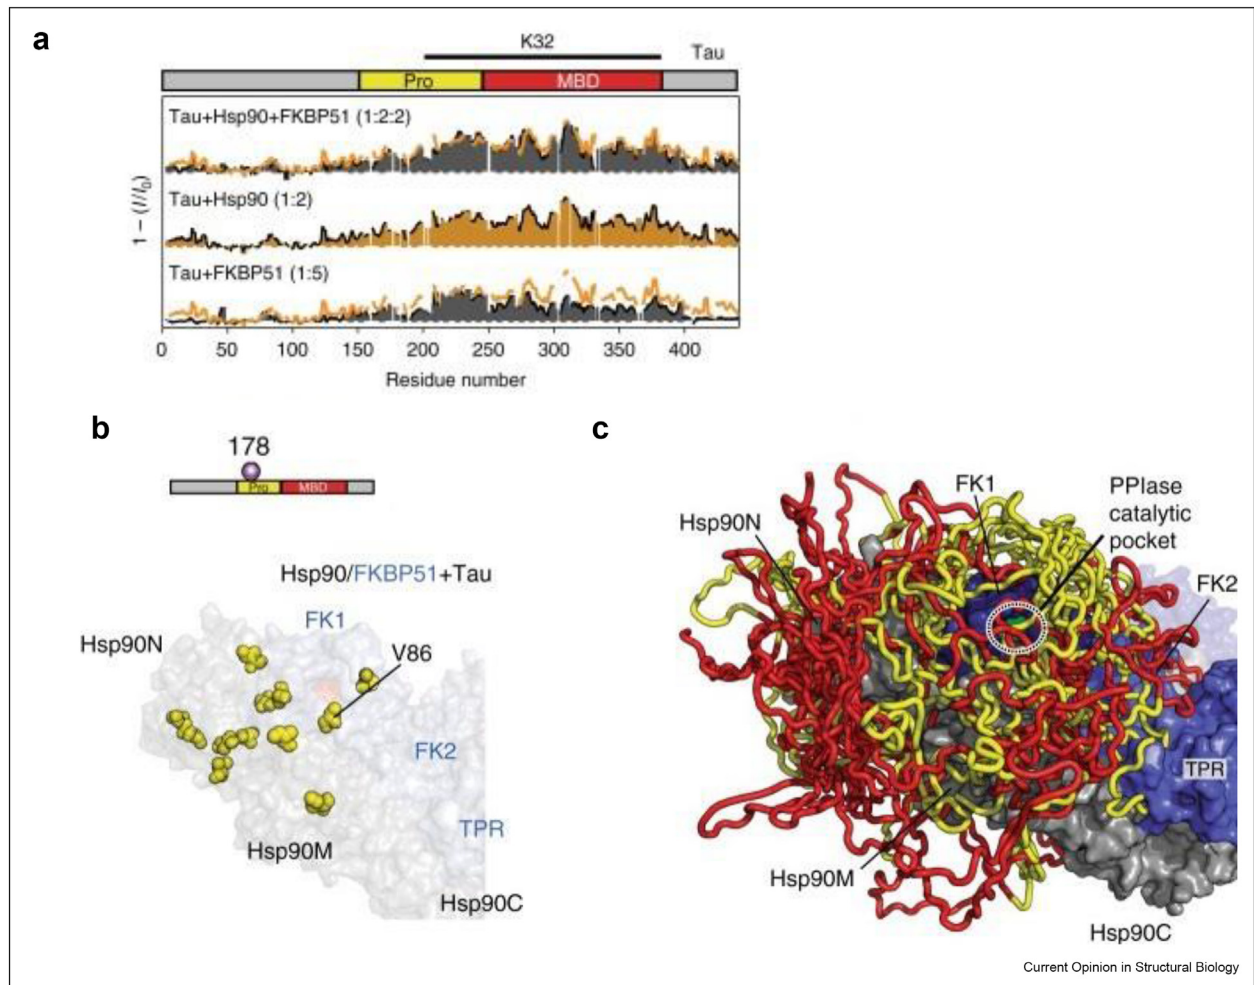 a
K32
Tau
Pro
MBD
Tau+Hsp90+FKBP51 (1:2:2)
Tau+Hsp90 (1:2)
Tau+FKBP51 (1:5)
1 − (I/I0)
0 50 100 150 200 250 300 350 400
Residue number
b
178
Pro
MBD
Hsp90/FKBP51+Tau
FK1
Hsp90N
V86
FK2
TPR
Hsp90M
Hsp90C
c
FK1
PPIase
catalytic
pocket
Hsp90N
FK2
TPR
Hsp90M
Hsp90C
Current Opinion in Structural Biology